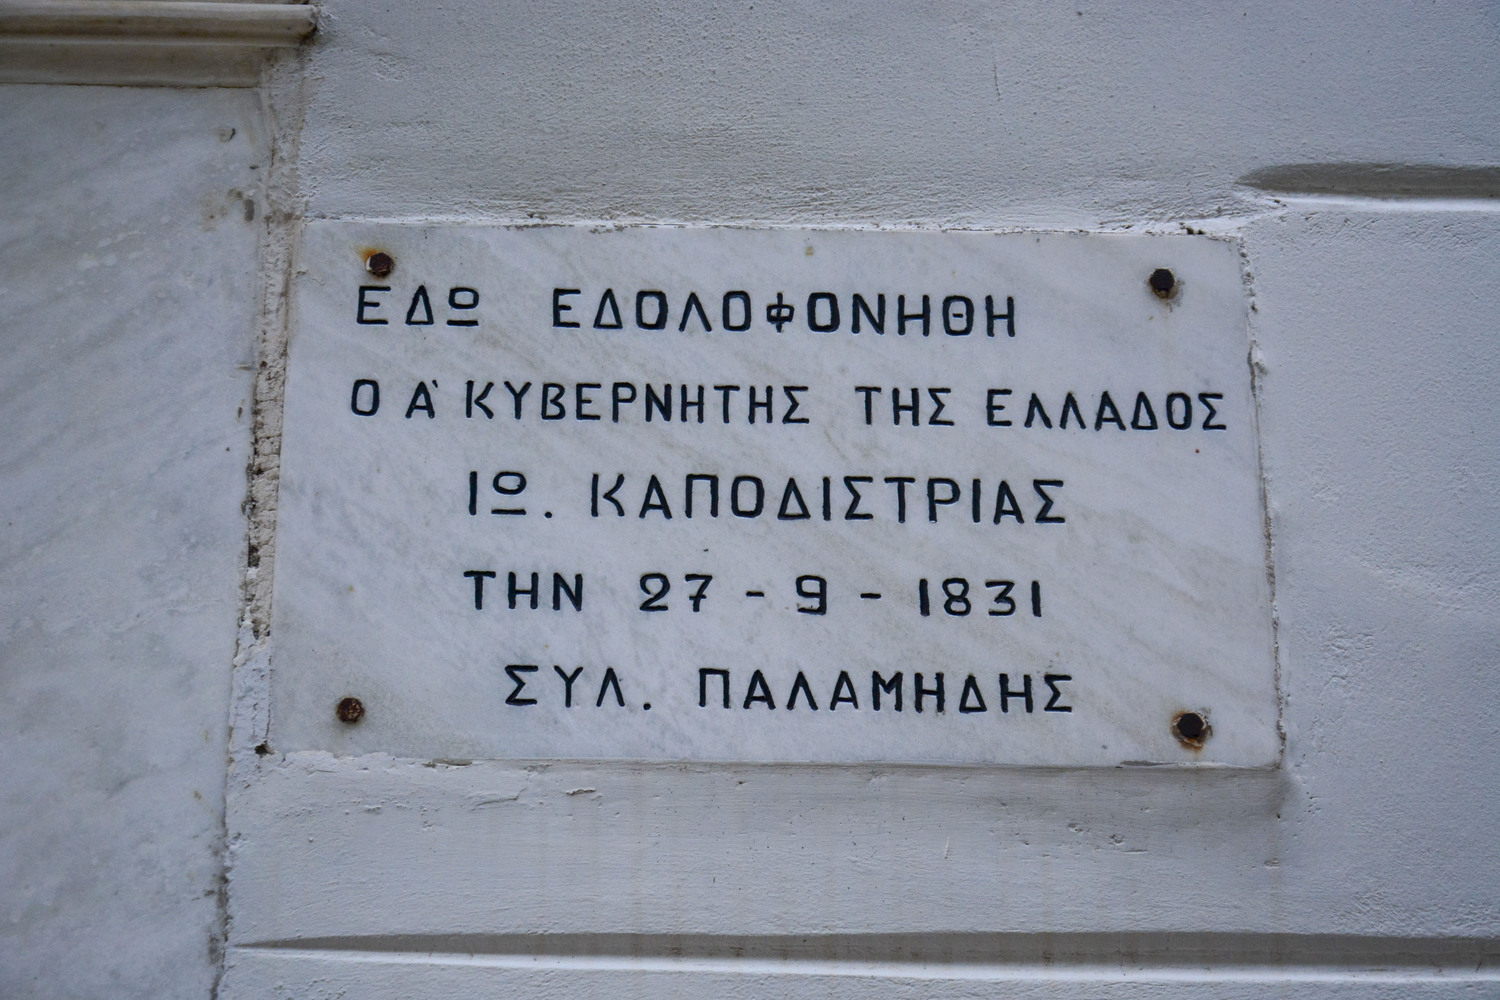 ΕΔΩ ΕΔΟΛΟΦΟΝΗΘΗ
Ο Α' ΚΥΒΕΡΝΗΤΗΣ ΤΗΣ ΕΛΛΑΔΟΣ
ΙΩ. ΚΑΠΟΔΙΣΤΡΙΑΣ
ΤΗΝ 27 - 9 - 1831
ΣΥΛ. ΠΑΛΑΜΗΔΗΣ